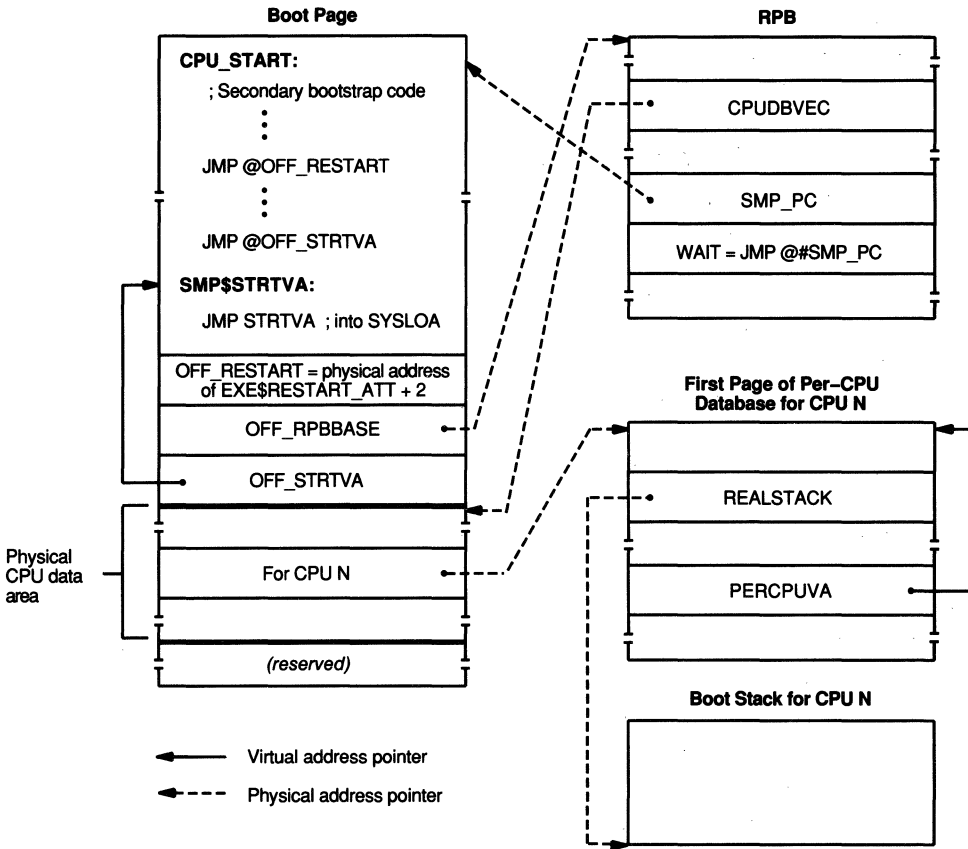 Boot Page
CPU_START:
; Secondary bootstrap code
JMP @OFF_RESTART
JMP @OFF_STRTVA
SMP$STRTVA:
JMP STRTVA ; into SYSLOA
OFF_RESTART = physical address
of EXE$RESTART_ATT + 2
OFF_RPBBASE
OFF_STRTVA
Physical
CPU data
area
For CPU N
(reserved)
RPB
CPUDBVEC
SMP_PC
WAIT = JMP @#SMP_PC
First Page of Per–CPU
Database for CPU N
REALSTACK
PERCPUVA
Boot Stack for CPU N
Virtual address pointer
Physical address pointer